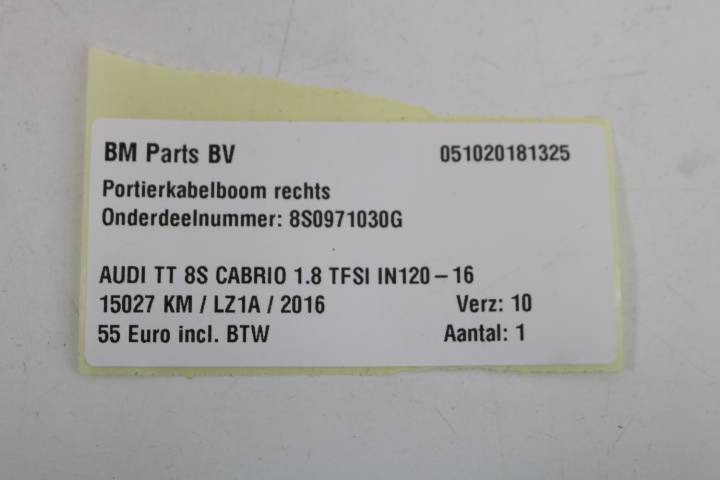 BM Parts BV 051020181325
Portierkabelboom rechts
Onderdeelnummer: 8S0971030G
AUDI TT 8S CABRIO 1.8 TFSI IN120-16
15027 KM / LZ1A / 2016 Verz: 10
55 Euro incl. BTW Aantal: 1